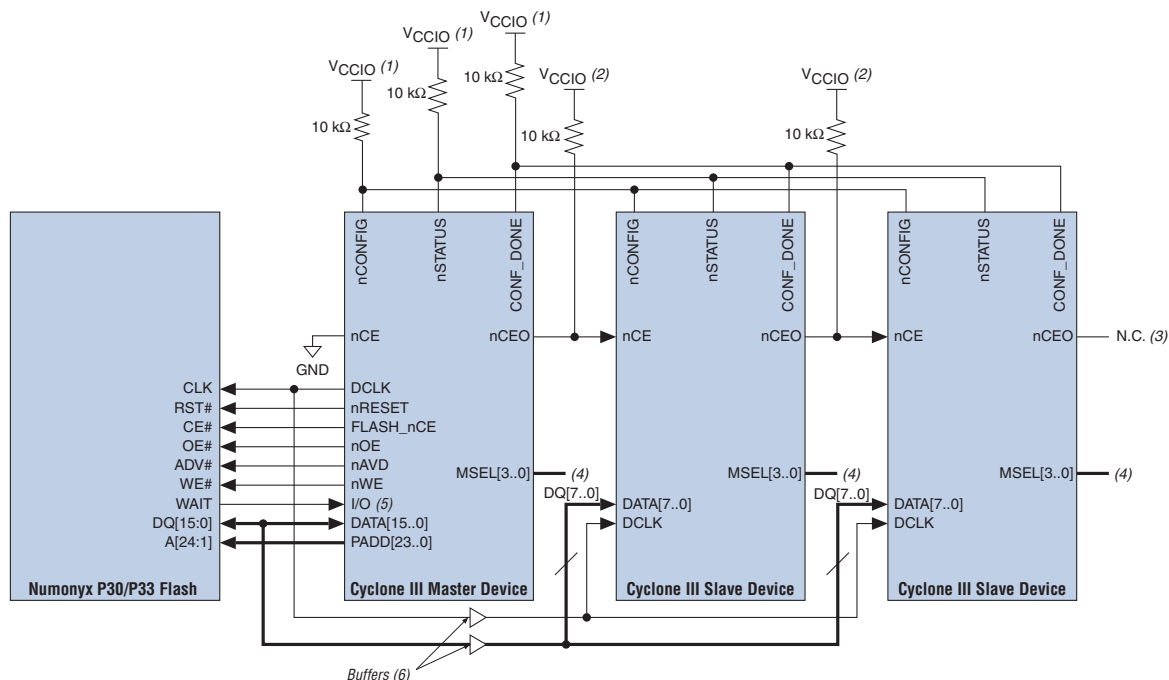 VCCIO (1)
VCCIO (1)
VCCIO (1)
VCCIO (2)
VCCIO (2)
10 kΩ
10 kΩ
10 kΩ
10 kΩ
10 kΩ
nCONFIG
nSTATUS
CONF_DONE
nCONFIG
nSTATUS
CONF_DONE
nCONFIG
nSTATUS
CONF_DONE
nCE
nCEO
nCE
nCEO
nCE
nCEO
N.C. (3)
GND
CLK
DCLK
RST#
nRESET
CE#
FLASH_nCE
OE#
nOE
ADV#
nAVD
WE#
nWE
WAIT
I/O (5)
DQ[15:0]
DATA[15..0]
A[24:1]
PADD[23..0]
MSEL[3..0]
(4)
MSEL[3..0]
(4)
MSEL[3..0]
(4)
DQ[7..0]
DATA[7..0]
DCLK
DQ[7..0]
DATA[7..0]
DCLK
Numonyx P30/P33 Flash
Cyclone III Master Device
Cyclone III Slave Device
Cyclone III Slave Device
Buffers (6)